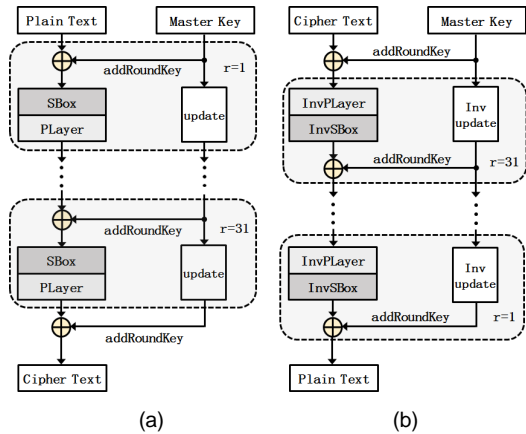 Plain Text
Master Key
addRoundKey
r=1
SBox
PLayer
update
addRoundKey
r=31
SBox
PLayer
update
addRoundKey
Cipher Text
(a)
Cipher Text
Master Key
addRoundKey
InvPLayer
InvSBox
Inv
update
r=31
addRoundKey
InvPLayer
InvSBox
Inv
update
addRoundKey
r=1
Plain Text
(b)